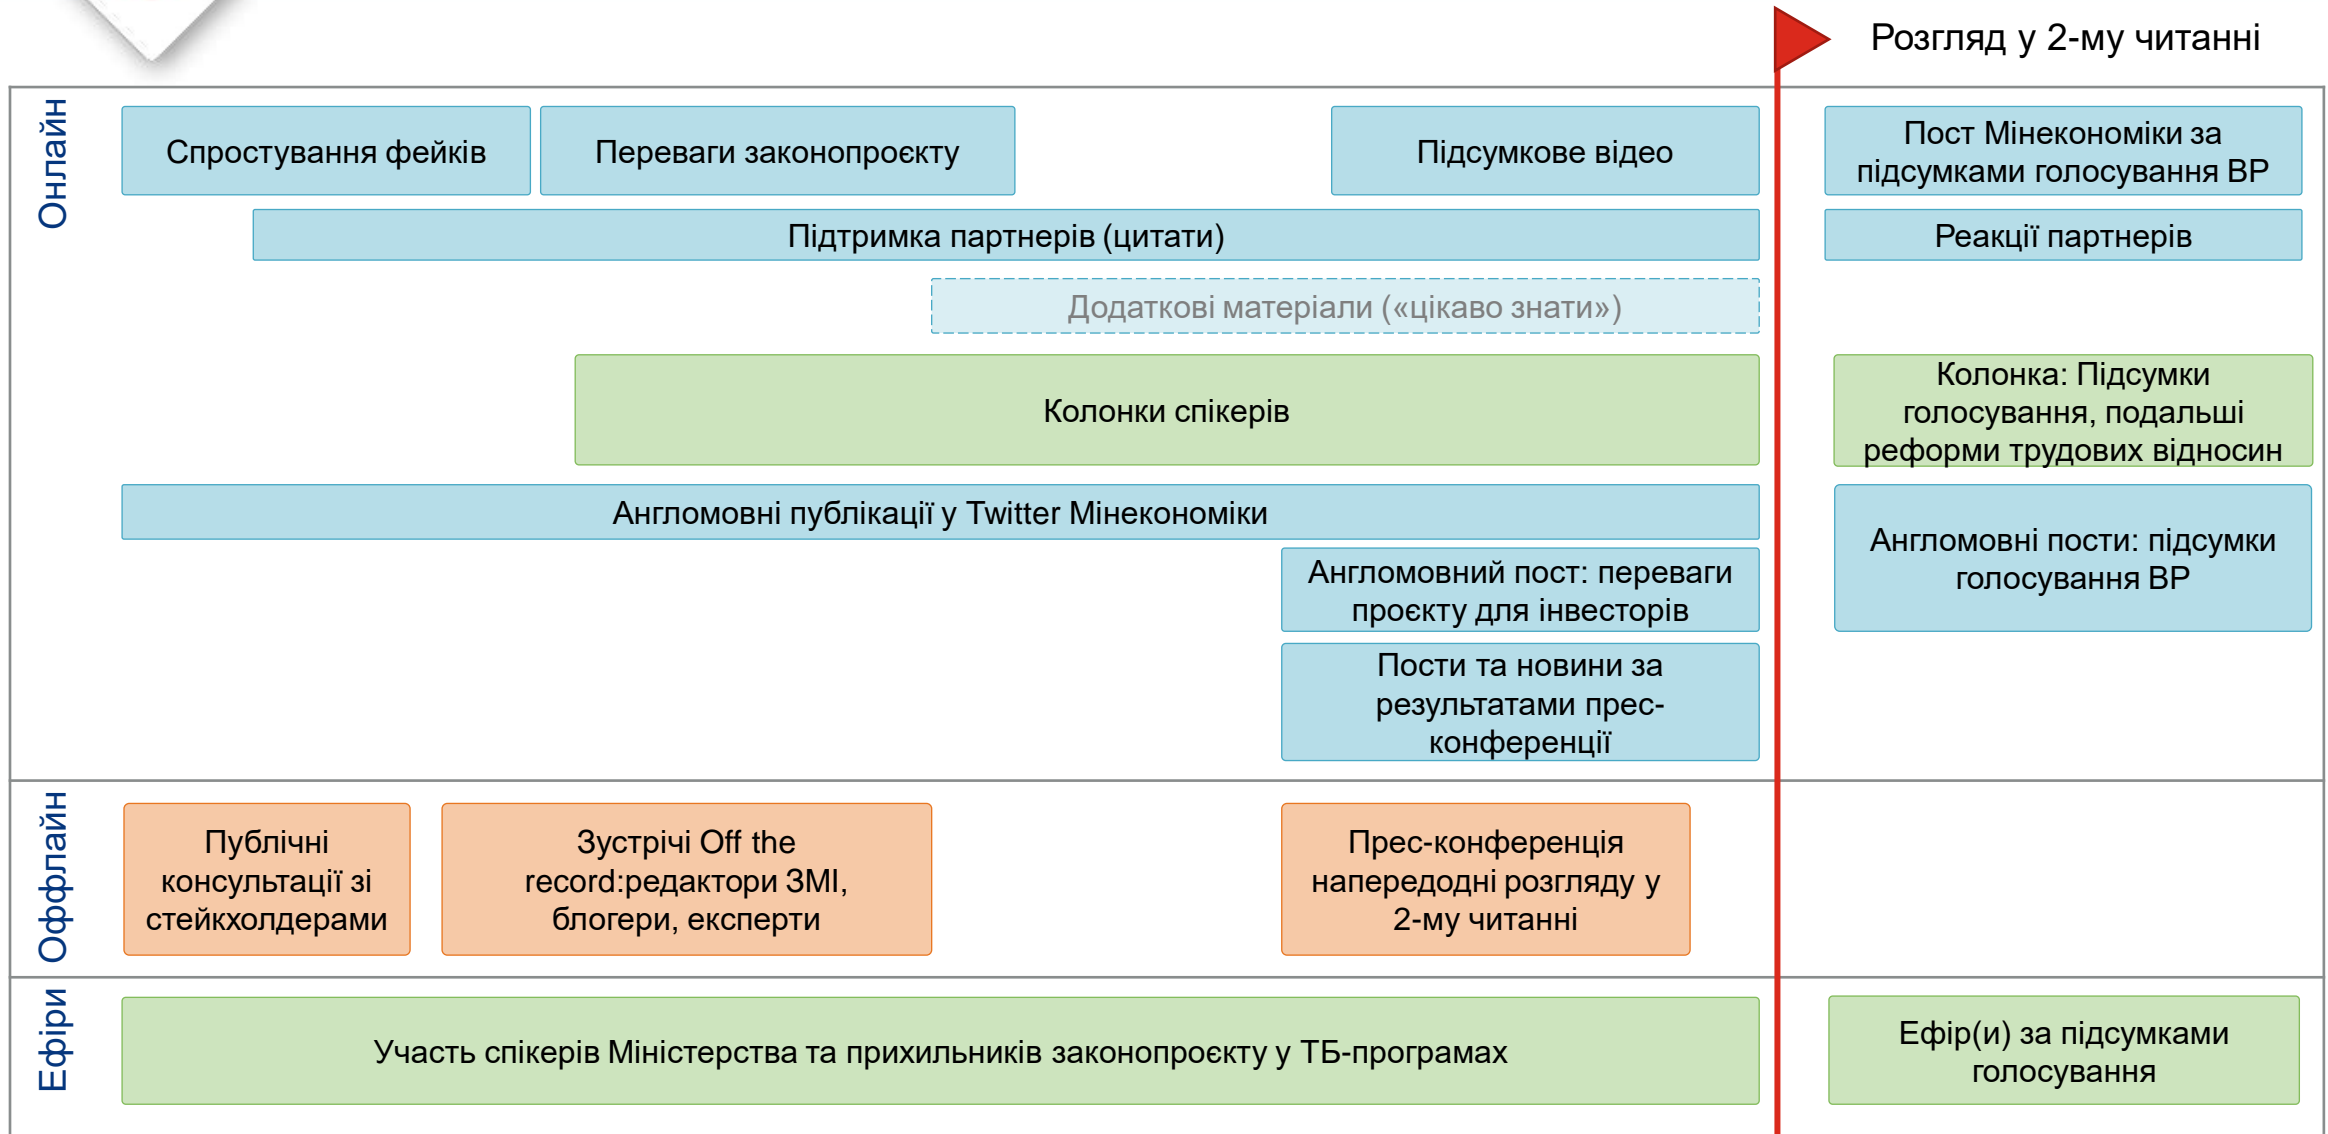 Розгляд у 2-му читанні
Онлайн
Спростування фейків
Переваги законопроєкту
Підсумкове відео
Пост Мінекономіки за
підсумками голосування ВР
Підтримка партнерів (цитати)
Реакції партнерів
Додаткові матеріали («цікаво знати»)
Колонки спікерів
Колонка: Підсумки
голосування, подальші
реформи трудових відносин
Англомовні публікації у Twitter Мінекономіки
Англомовні пости: підсумки
голосування ВР
Англомовний пост: переваги
проєкту для інвесторів
Пости та новини за
результатами прес-
конференції
Оффлайн
Публічні
консультації зі
стейкхолдерами
Зустрічі Off the
record:редактори ЗМІ,
блогери, експерти
Прес-конференція
напередодні розгляду у
2-му читанні
Ефіри
Участь спікерів Міністерства та прихильників законопроєкту у ТБ-програмах
Ефір(и) за підсумками
голосування